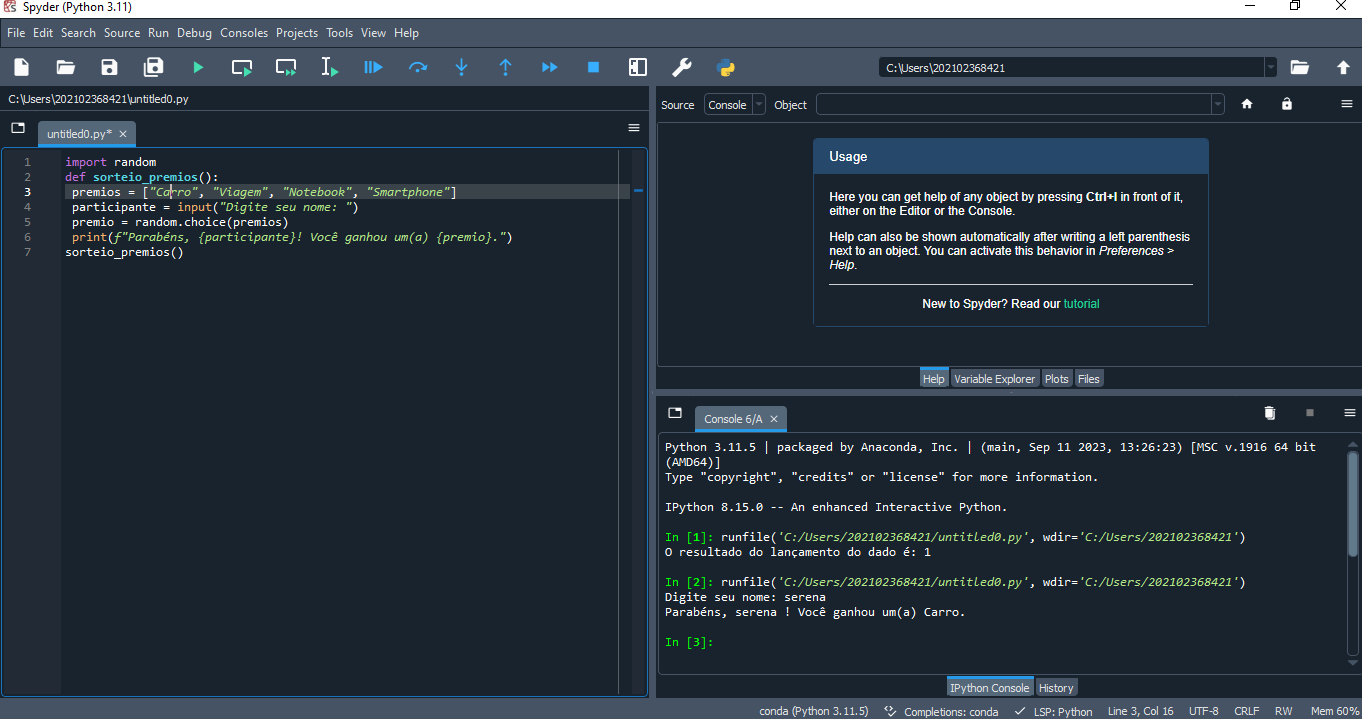 Spyder (Python 3.11)
File Edit Search Source Run Debug Consoles Projects Tools View Help
C:\Users\202102368421
C:\Users\202102368421\untitled0.py
untitled0.py*
1 import random
2 def sorteio_premios():
3 premios = ["Carro", "Viagem", "Notebook", "Smartphone"]
4 participante = input("Digite seu nome: ")
5 premio = random.choice(premios)
6 print(f"Parabéns, {participante}! Você ganhou um(a) {premio}.")
7 sorteio_premios()
Source Console Object
Usage
Here you can get help of any object by pressing Ctrl+I in front of it,
either on the Editor or the Console.
Help can also be shown automatically after writing a left parenthesis
next to an object. You can activate this behavior in Preferences >
Help.
New to Spyder? Read our tutorial
Help Variable Explorer Plots Files
Console 6/A
Python 3.11.5 | packaged by Anaconda, Inc. | (main, Sep 11 2023, 13:26:23) [MSC v.1916 64 bit
(AMD64)]
Type "copyright", "credits" or "license" for more information.
IPython 8.15.0 -- An enhanced Interactive Python.
In [1]: runfile('C:/Users/202102368421/untitled0.py', wdir='C:/Users/202102368421')
O resultado do lançamento do dado é: 1
In [2]: runfile('C:/Users/202102368421/untitled0.py', wdir='C:/Users/202102368421')
Digite seu nome: serena
Parabéns, serena ! Você ganhou um(a) Carro.
In [3]:
IPython Console History
conda (Python 3.11.5) Completions: conda LSP: Python Line 3, Col 16 UTF-8 CRLF RW Mem 60%